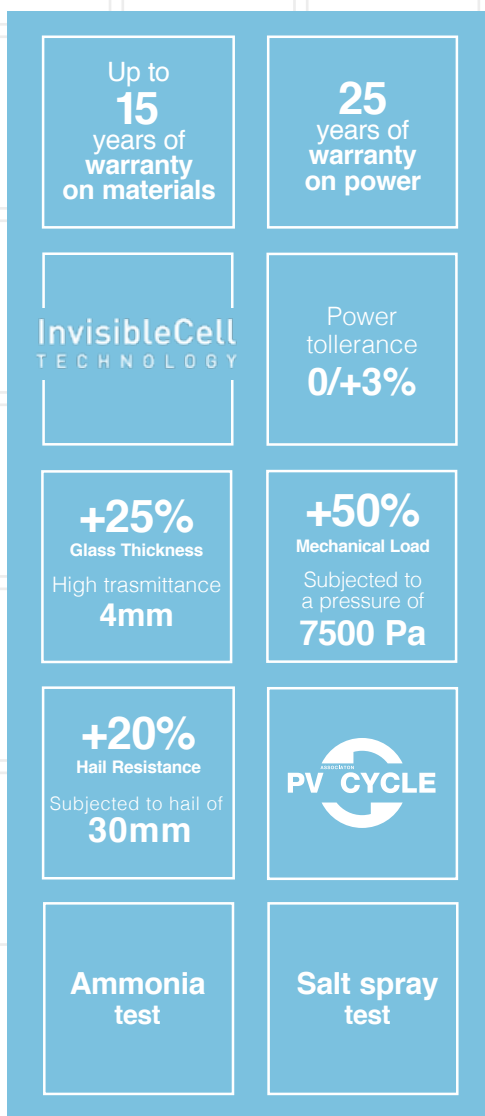 Up to
15
years of
warranty
on materials
25
years of
warranty
on power
InvisibleCell
TECHNOLOGY
Power
tollerance
0/+3%
+25%
Glass Thickness
High trasmittance
4mm
+50%
Mechanical Load
Subjected to
a pressure of
7500 Pa
+20%
Hail Resistance
Subjected to hail of
30mm
ASSOCIATION
PV CYCLE
Ammonia
test
Salt spray
test